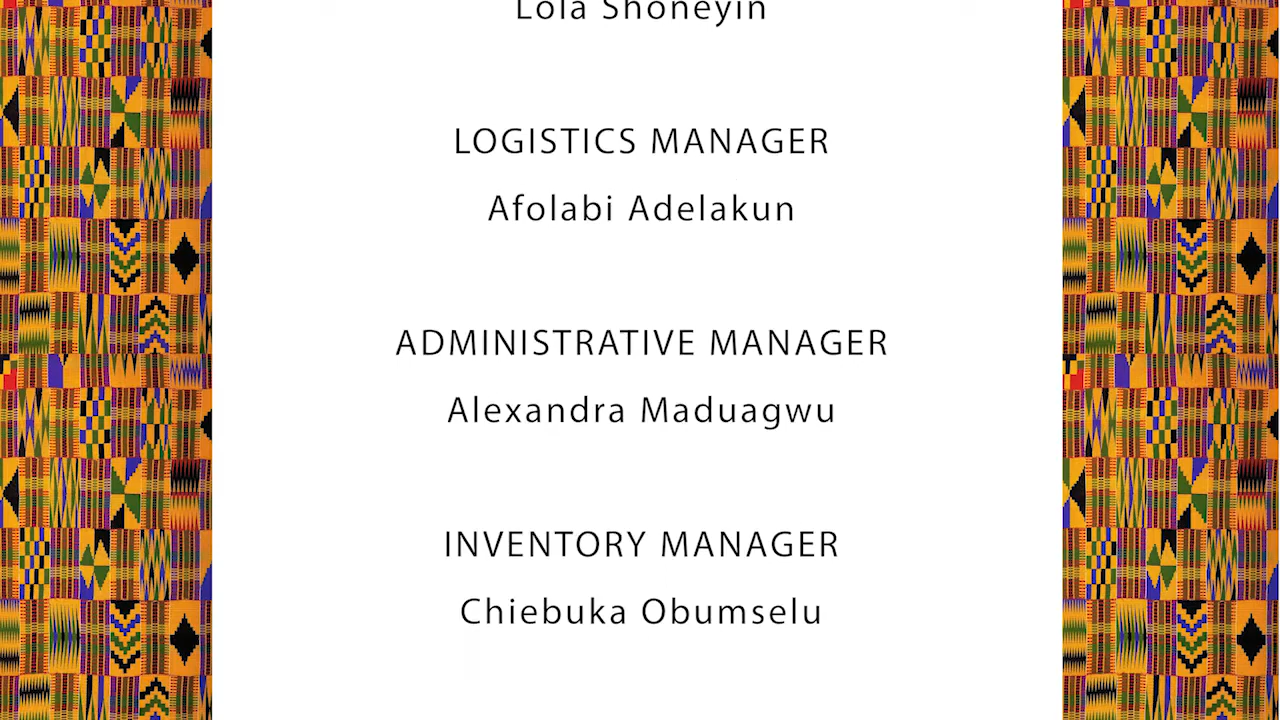 Lola Shoneyin
LOGISTICS MANAGER
Afolabi Adelakun
ADMINISTRATIVE MANAGER
Alexandra Maduagwu
INVENTORY MANAGER
Chiebuka Obumselu